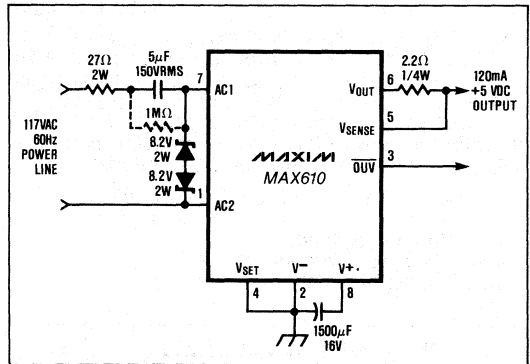 27Ω
2W
5μF
150VRMS
7
AC1
1MΩ
8.2V
2W
8.2V
2W
1
AC2
117VAC
60Hz
POWER
LINE
MAXIM
MAX610
VOUT
6
2.2Ω
1/4W
120mA
+5 VDC
OUTPUT
VSENSE
5
OUV
3
VSET
V−
V+
4
2
8
1500μF
16V